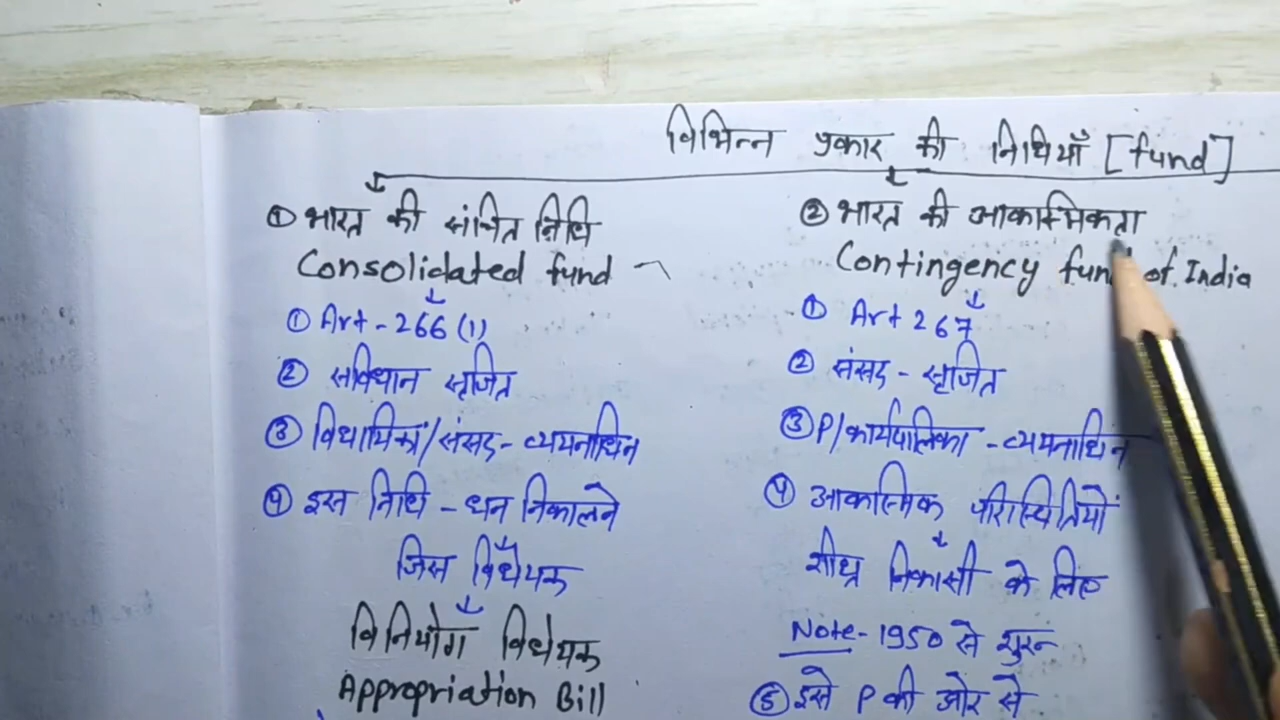 विभिन्न प्रकार की निधियाँ [fund]
① भारत की संचित निधि
Consolidated fund
① Art - 266 (1)
② सविधान सृजित
③ विधायिका/संसद - व्ययनाधिन
④ इस निधि - धन निकालने
जिस विधेयक
विनियोग विधेयक
Appropriation Bill
② भारत की आकास्मिकता
Contingency fund of India
① Art 267
② संसद - सृजित
③ P/कार्यपालिका - व्ययनाधिन
④ आकस्मिक परिस्थितियों
शीघ्र निकासी के लिए
Note - 1950 से शुरू
⑤ इसे P की ओर से